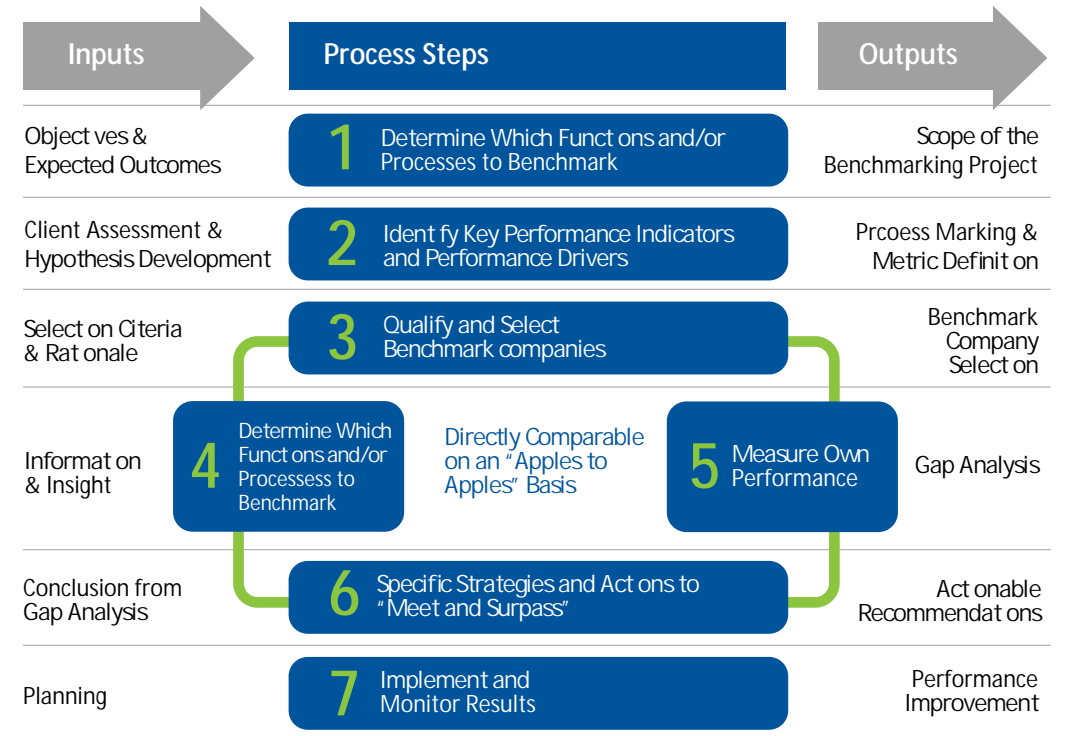 Inputs
Process Steps
Outputs
Object ves &
Expected Outcomes
1
Determine Which Funct ons and/or
Processes to Benchmark
Scope of the
Benchmarking Project
Client Assessment &
Hypothesis Development
2
Ident fy Key Performance Indicators
and Performance Drivers
Prcoess Marking &
Metric Definit on
Select on Citeria
& Rat onale
3
Qualify and Select
Benchmark companies
Benchmark
Company
Select on
Informat on
& Insight
4
Determine Which
Funct ons and/or
Processess to
Benchmark
Directly Comparable
on an “Apples to
Apples” Basis
5
Measure Own
Performance
Gap Analysis
Conclusion from
Gap Analysis
6
Specific Strategies and Act ons to
“Meet and Surpass”
Act onable
Recommendat ons
Planning
7
Implement and
Monitor Results
Performance
Improvement